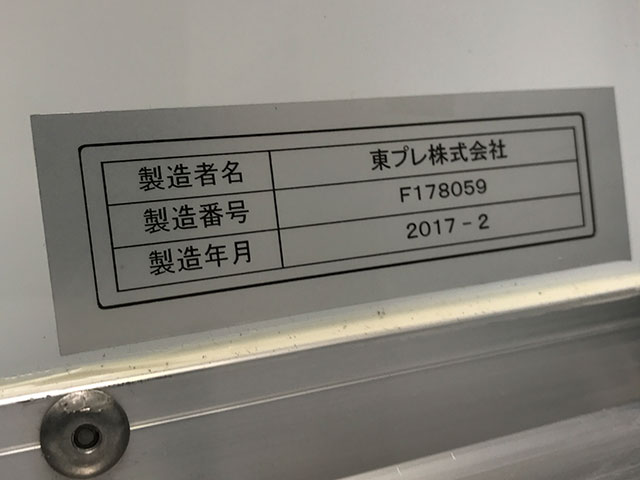 製造者名 東プレ株式会社
製造番号 F178059
製造年月 2017-2